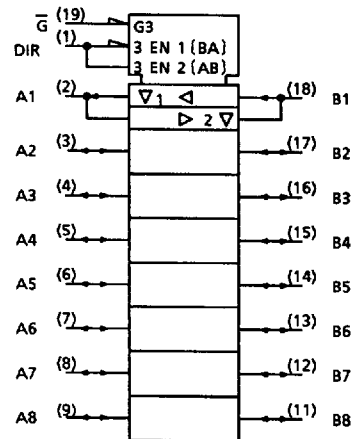 G̅ (19) G3
DIR (1) 3 EN 1 (BA)
3 EN 2 (AB)
A1 (2) ▽ 1 ◁ (18) B1
▷ 2 ▽
A2 (3) (17) B2
A3 (4) (16) B3
A4 (5) (15) B4
A5 (6) (14) B5
A6 (7) (13) B6
A7 (8) (12) B7
A8 (9) (11) B8